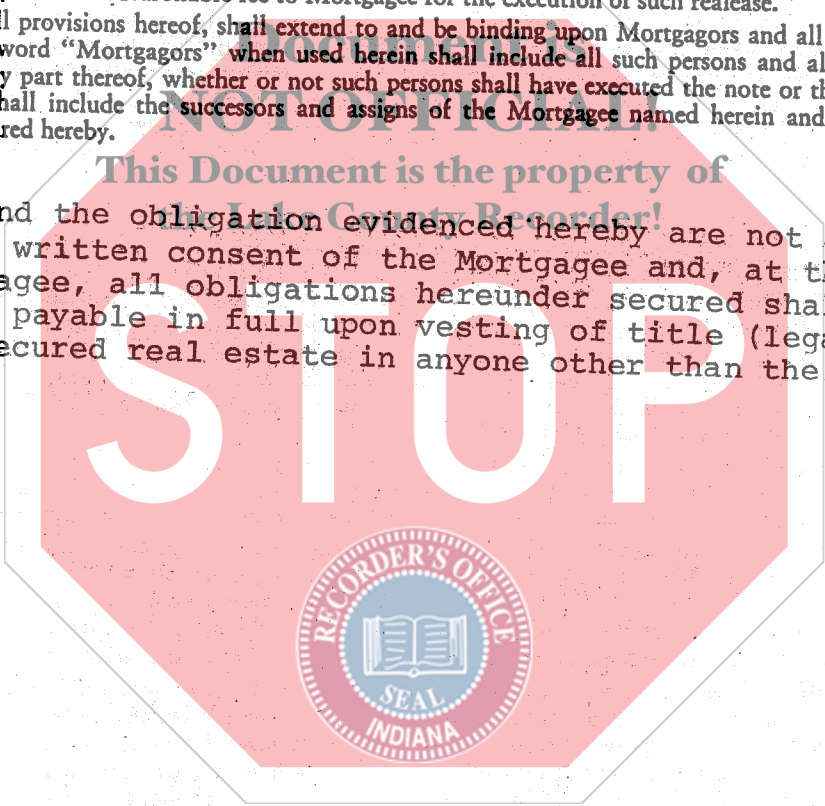 to Mortgagee for the execution of such realease.
ll provisions hereof, shall extend to and be binding upon Mortgagors and all
word “Mortgagors” when used herein shall include all such persons and al
y part thereof, whether or not such persons shall have executed the note or th
hall include the successors and assigns of the Mortgagee named herein and
red hereby.
Document is
NOT OFFICIAL!
This Document is the property of
the Lake County Recorder!
nd the obligation evidenced hereby are not
written consent of the Mortgagee and, at t
agee, all obligations hereunder secured sha
payable in full upon vesting of title (lega
ecured real estate in anyone other than the
STOP
RECORDER'S OFFICE
SEAL
INDIANA